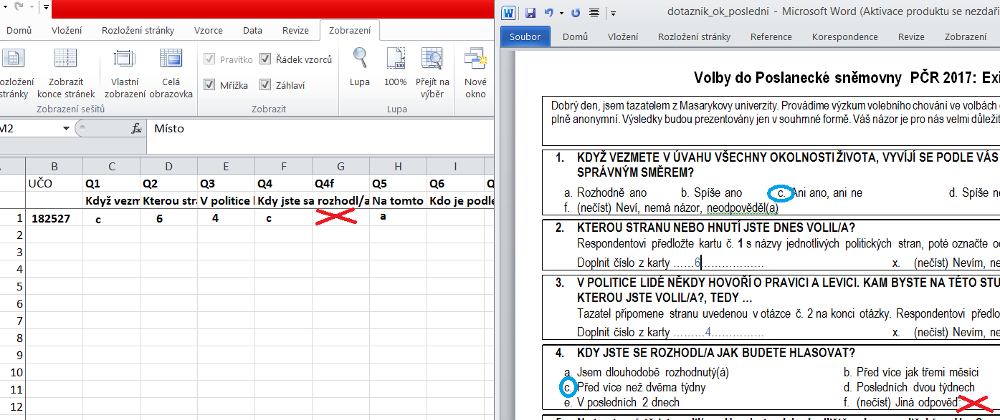 Domů Vložení Rozložení stránky Vzorce Data Revize Zobrazení
Zobrazit konce stránek
Vlastní zobrazení
Celá obrazovka
Pravítko Řádek vzorců
Mřížka Záhlaví
Lupa 100% Přejít na výběr
Nové okno
Zobrazení sešitů Zobrazit Lupa
M2 fx Místo
B C D E F G H I
UČO Q1 Q2 Q3 Q4 Q4f Q5 Q6
Když vezm Kterou stra V politice l Kdy jste sa rozhodl/a Na tomto Kdo je podle
1 182527 c 6 4 c a
2
3
4
5
6
7
8
9
10
11
12
W dotaznik_ok_posledni - Microsoft Word (Aktivace produktu se nezdaři
Soubor Domů Vložení Rozložení stránky Reference Korespondence Revize Zobrazení
Volby do Poslanecké sněmovny PČR 2017: Exi
Dobrý den, jsem tazatelem z Masarykovy univerzity. Provádíme výzkum volebního chování ve volbách
plně anonymní. Výsledky budou prezentovány jen v souhrnné formě. Váš názor je pro nás velmi důležit
1. KDYŽ VEZMETE V ÚVAHU VŠECHNY OKOLNOSTI ŽIVOTA, VYVÍJÍ SE PODLE VÁS
SPRÁVNÝM SMĚREM?
a. Rozhodně ano b. Spíše ano c. Ani ano, ani ne d. Spíše ne
f. (nečíst) Neví, nemá názor, neodpověděl(a)
2. KTEROU STRANU NEBO HNUTÍ JSTE DNES VOLIL/A?
Respondentovi předložte kartu č. 1 s názvy jednotlivých politických stran, poté označte
Doplnit číslo z karty ……6……………… x. (nečíst) Nevím, ne
3. V POLITICE LIDÉ NĚKDY HOVOŘÍ O PRAVICI A LEVICI. KAM BYSTE NA TÉTO STU
KTEROU JSTE VOLIL/A?, TEDY …
Tazatel připomene stranu uvedenou v otázce č. 2 na konci otázky. Respondentovi předlo
Doplnit číslo z karty ………4…………… x. (nečíst) Nevím, ne
4. KDY JSTE SE ROZHODL/A JAK BUDETE HLASOVAT?
a. Jsem dlouhodobě rozhodnutý(á) b. Před více jak třemi měsíci
c. Před více než dvěma týdny d. Posledních dvou týdnech
e. V posledních 2 dnech f. (nečíst) Jiná odpověď: